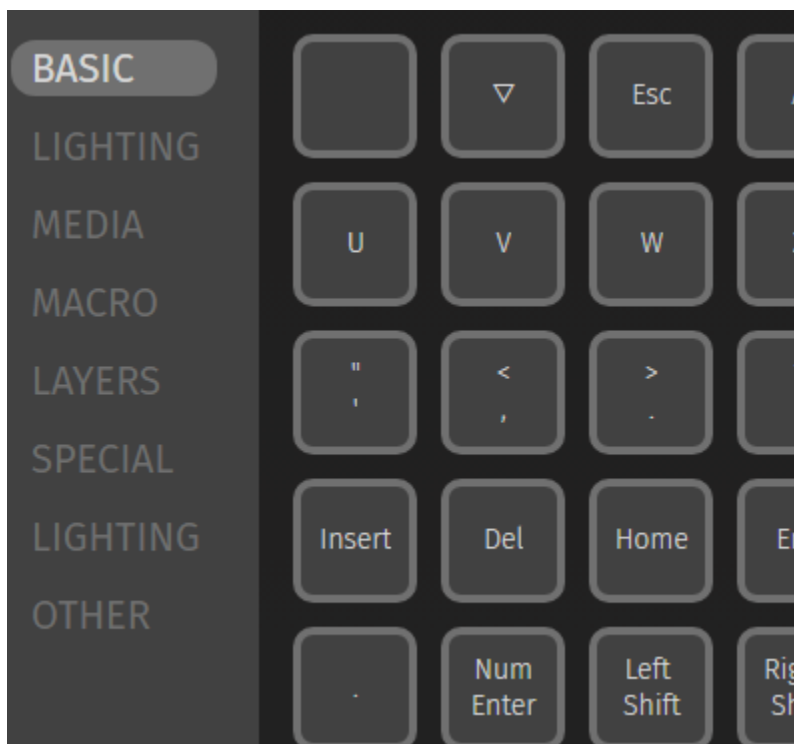 BASIC
LIGHTING
MEDIA
MACRO
LAYERS
SPECIAL
LIGHTING
OTHER
▽ Esc
U V W
" < >
' , .
Insert Del Home
.
Num
Enter
Left
Shift